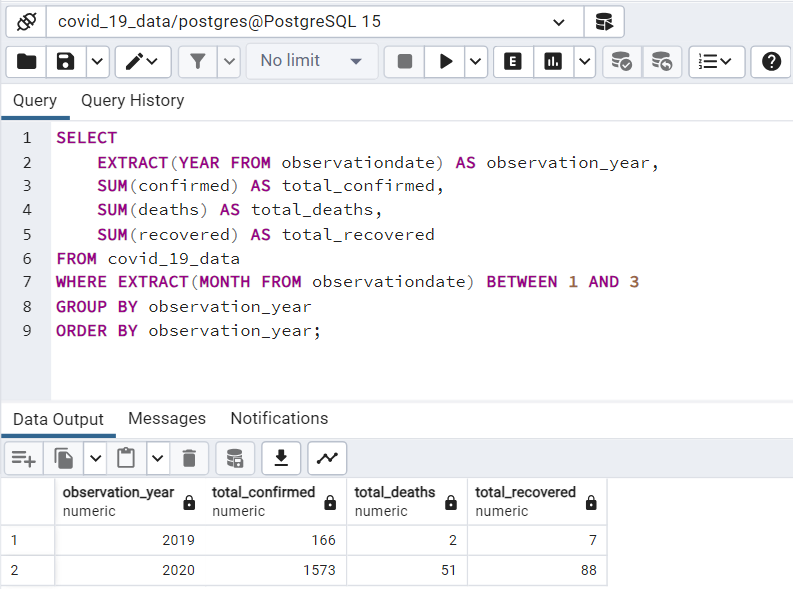 covid_19_data/postgres@PostgreSQL 15
No limit
E
Query Query History
1 SELECT
2 EXTRACT(YEAR FROM observationdate) AS observation_year,
3 SUM(confirmed) AS total_confirmed,
4 SUM(deaths) AS total_deaths,
5 SUM(recovered) AS total_recovered
6 FROM covid_19_data
7 WHERE EXTRACT(MONTH FROM observationdate) BETWEEN 1 AND 3
8 GROUP BY observation_year
9 ORDER BY observation_year;
Data Output Messages Notifications
observation_year total_confirmed total_deaths total_recovered
numeric numeric numeric numeric
1 2019 166 2 7
2 2020 1573 51 88